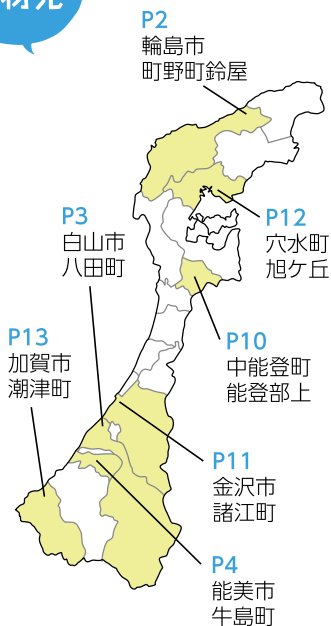 材先
P2
輪島市
町野町鈴屋
P12
穴水町
旭ケ丘
P3
白山市
八田町
P10
中能登町
能登部上
P13
加賀市
潮津町
P11
金沢市
諸江町
P4
能美市
牛島町